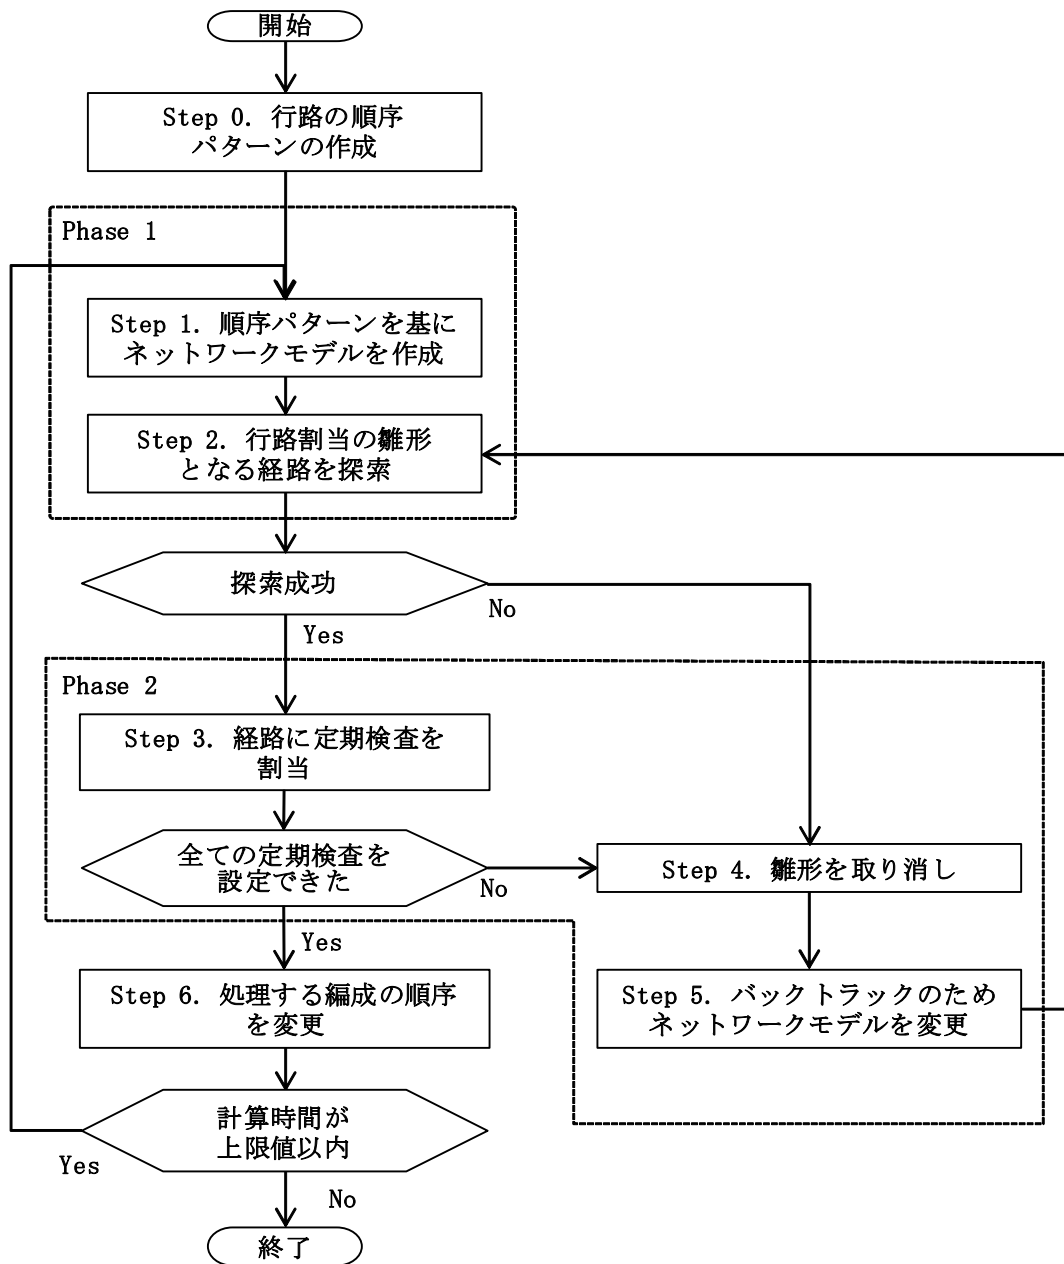 開始
Step 0. 行路の順序
パターンの作成
Phase 1
Step 1. 順序パターンを基に
ネットワークモデルを作成
Step 2. 行路割当の雛形
となる経路を探索
探索成功
No
Yes
Phase 2
Step 3. 経路に定期検査を
割当
全ての定期検査を
設定できた
No
Step 4. 雛形を取り消し
Yes
Step 6. 処理する編成の順序
を変更
Step 5. バックトラックのため
ネットワークモデルを変更
計算時間が
上限値以内
Yes
No
終了